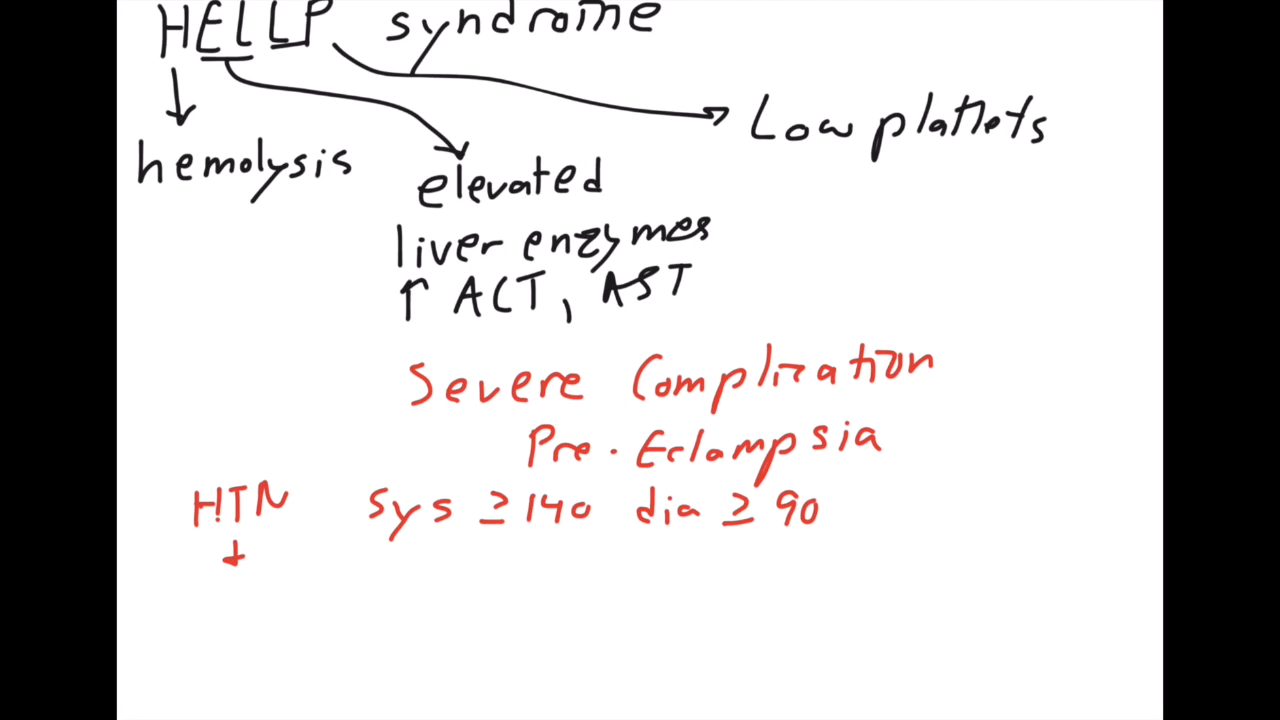 HELLP syndrome
Low platlets
hemolysis
elevated
liver enzymes
↑ ACT, AST
Severe Complication
Pre-Eclampsia
HTN sys ≥ 140 dia ≥ 90
+